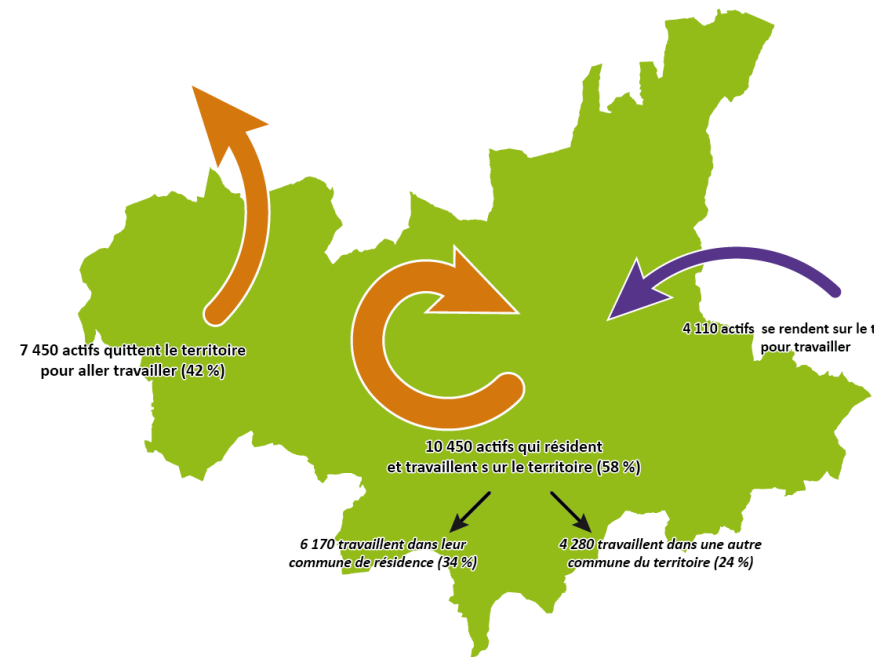 7 450 actifs quittent le territoire
pour aller travailler (42 %)
4 110 actifs se rendent sur le t
pour travailler
10 450 actifs qui résident
et travaillent s ur le territoire (58 %)
6 170 travaillent dans leur
commune de résidence (34 %)
4 280 travaillent dans une autre
commune du territoire (24 %)